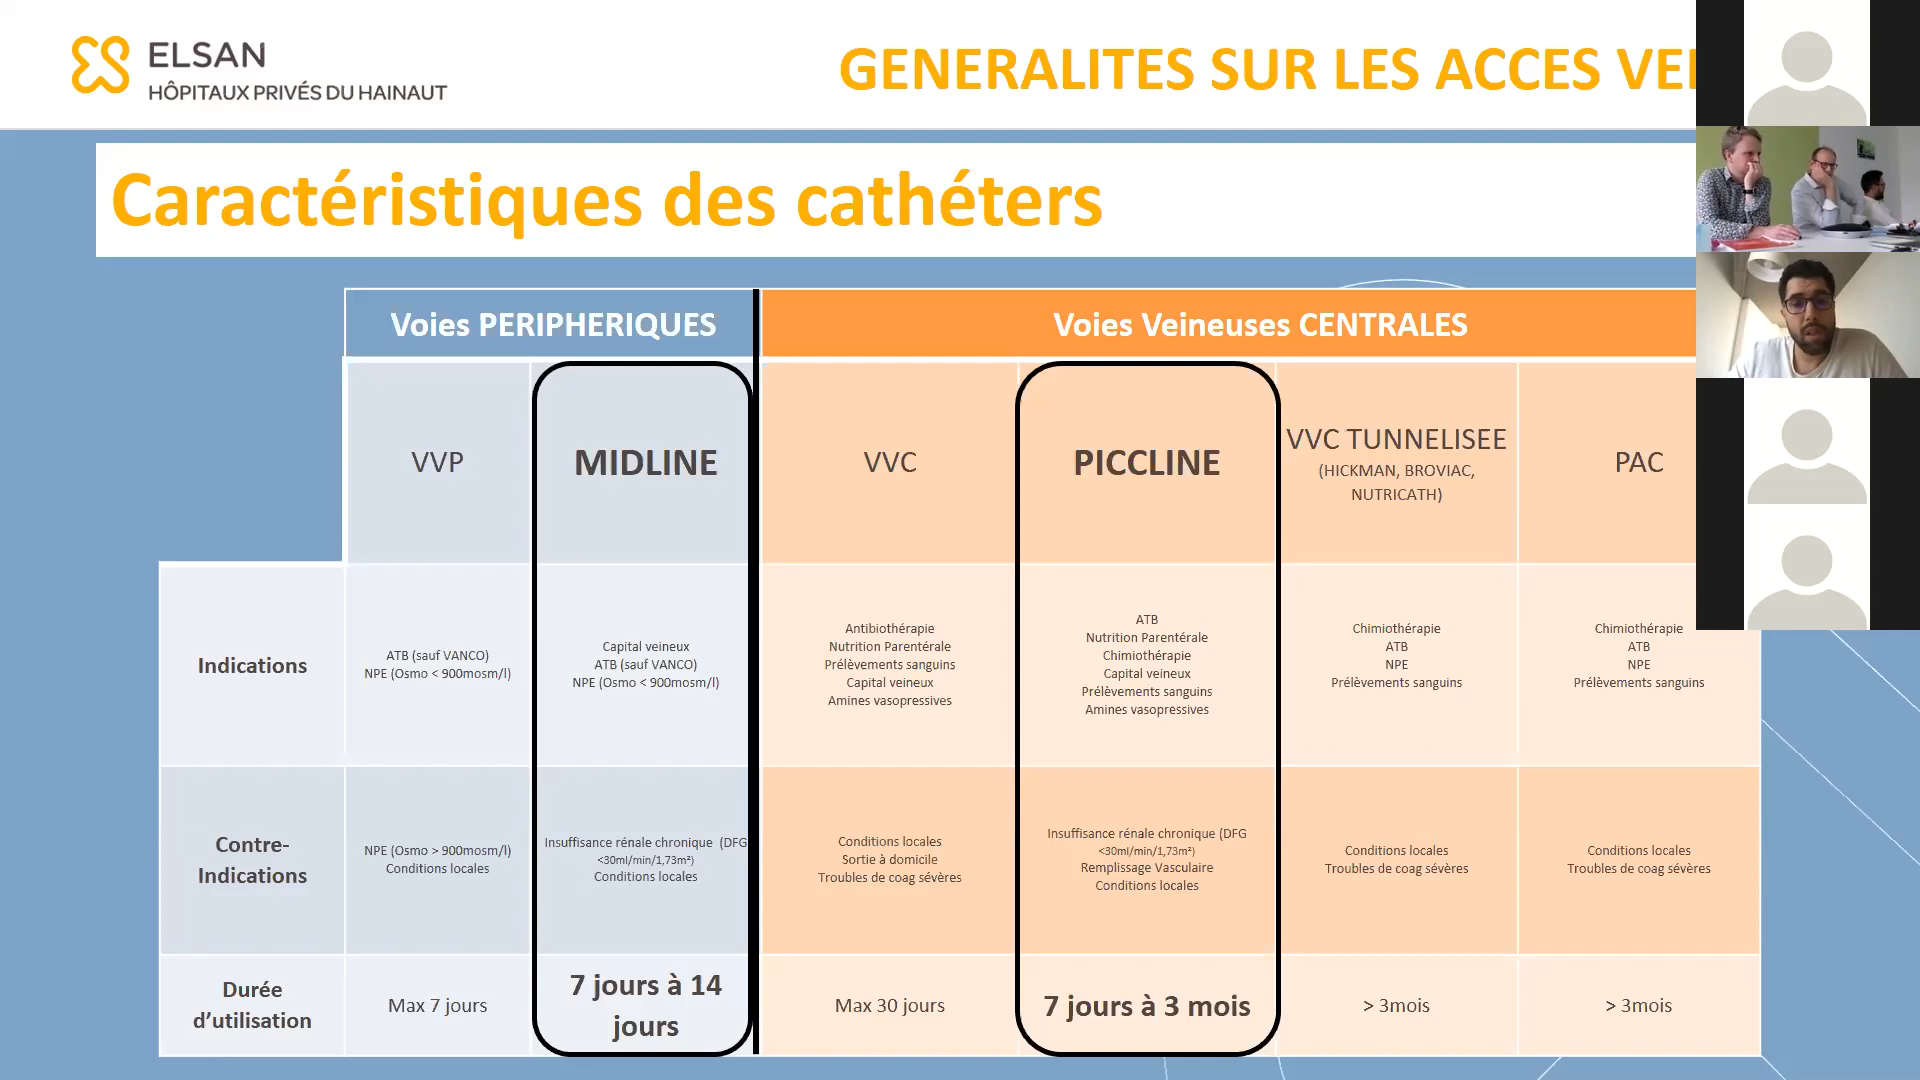 ELSAN
HÔPITAUX PRIVÉS DU HAINAUT
GENERALITES SUR LES ACCES
Caractéristiques des cathéters
Voies PERIPHERIQUES
Voies Veineuses CENTRALES
VVP
MIDLINE
VVC
PICCLINE
VVC TUNNELISEE
(HICKMAN, BROVIAC,
NUTRICATH)
PAC
Indications
ATB (sauf VANCO)
NPE (Osmo < 900mosm/l)
Capital veineux
ATB (sauf VANCO)
NPE (Osmo < 900mosm/l)
Antibiothérapie
Nutrition Parentérale
Prélèvements sanguins
Capital veineux
Amines vasopressives
ATB
Nutrition Parentérale
Chimiothérapie
Capital veineux
Prélèvements sanguins
Amines vasopressives
Chimiothérapie
ATB
NPE
Prélèvements sanguins
Chimiothérapie
ATB
NPE
Prélèvements sanguins
Contre-
Indications
NPE (Osmo > 900mosm/l)
Conditions locales
Insuffisance rénale chronique (DFG
<30ml/min/1,73m²)
Conditions locales
Conditions locales
Sortie à domicile
Troubles de coag sévères
Insuffisance rénale chronique (DFG
<30ml/min/1,73m²)
Remplissage Vasculaire
Conditions locales
Conditions locales
Troubles de coag sévères
Conditions locales
Troubles de coag sévères
Durée
d’utilisation
Max 7 jours
7 jours à 14
jours
Max 30 jours
7 jours à 3 mois
> 3mois
> 3mois